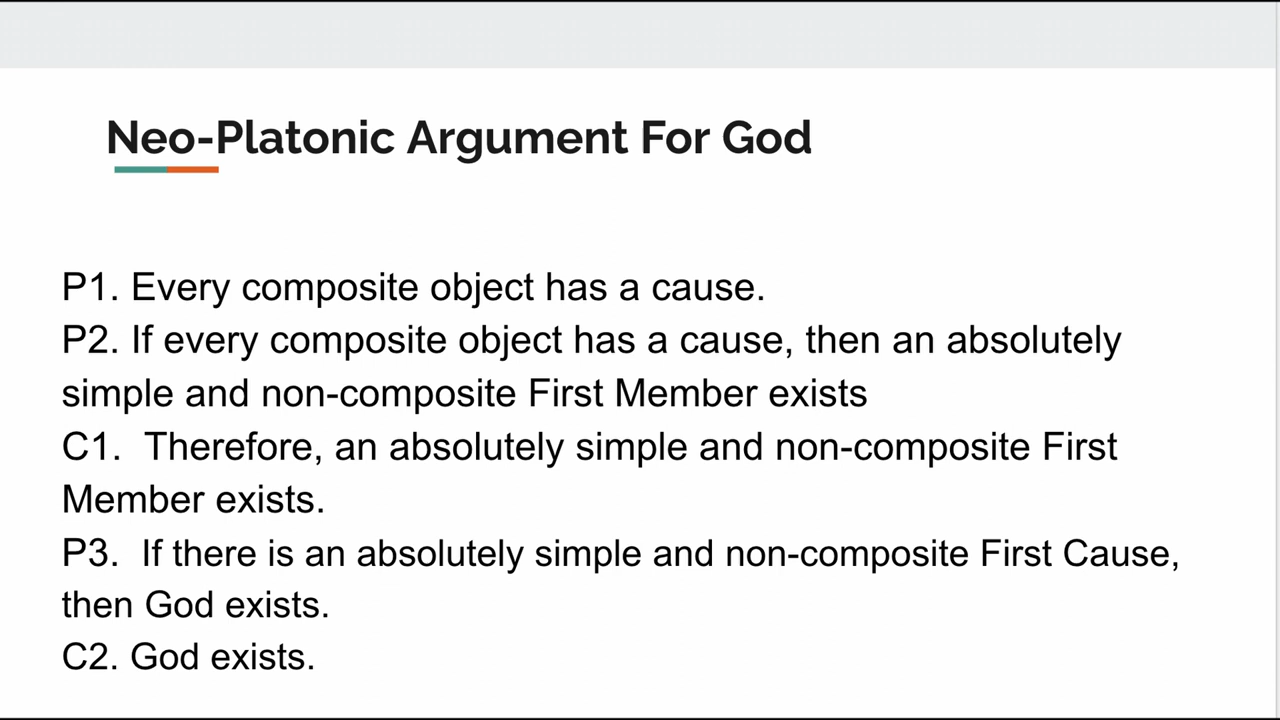 Neo-Platonic Argument For God
P1. Every composite object has a cause.
P2. If every composite object has a cause, then an absolutely
simple and non-composite First Member exists
C1.  Therefore, an absolutely simple and non-composite First
Member exists.
P3.  If there is an absolutely simple and non-composite First Cause,
then God exists.
C2. God exists.